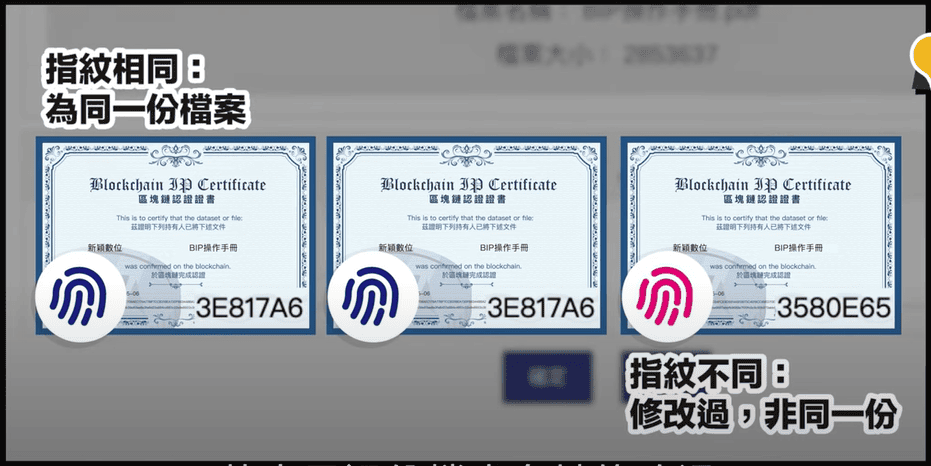 檔案名稱： BIP操作手冊.pdf
檔案大小： 2853637
指紋相同：
為同一份檔案
Blockchain IP Certificate
區塊鏈認證證書
This is to certify that the dataset or file:
茲證明下列持有人已將下述文件
新穎數位 BIP操作手冊
was confirmed on the blockchain.
於區塊鏈完成認證
3E817A6
Blockchain IP Certificate
區塊鏈認證證書
This is to certify that the dataset or file:
茲證明下列持有人已將下述文件
新穎數位 BIP操作手冊
was confirmed on the blockchain.
於區塊鏈完成認證
3E817A6
Blockchain IP Certificate
區塊鏈認證證書
This is to certify that the dataset or file:
茲證明下列持有人已將下述文件
新穎數位 BIP操作手冊
was confirmed on the blockchain.
於區塊鏈完成認證
3580E65
指紋不同：
修改過，非同一份